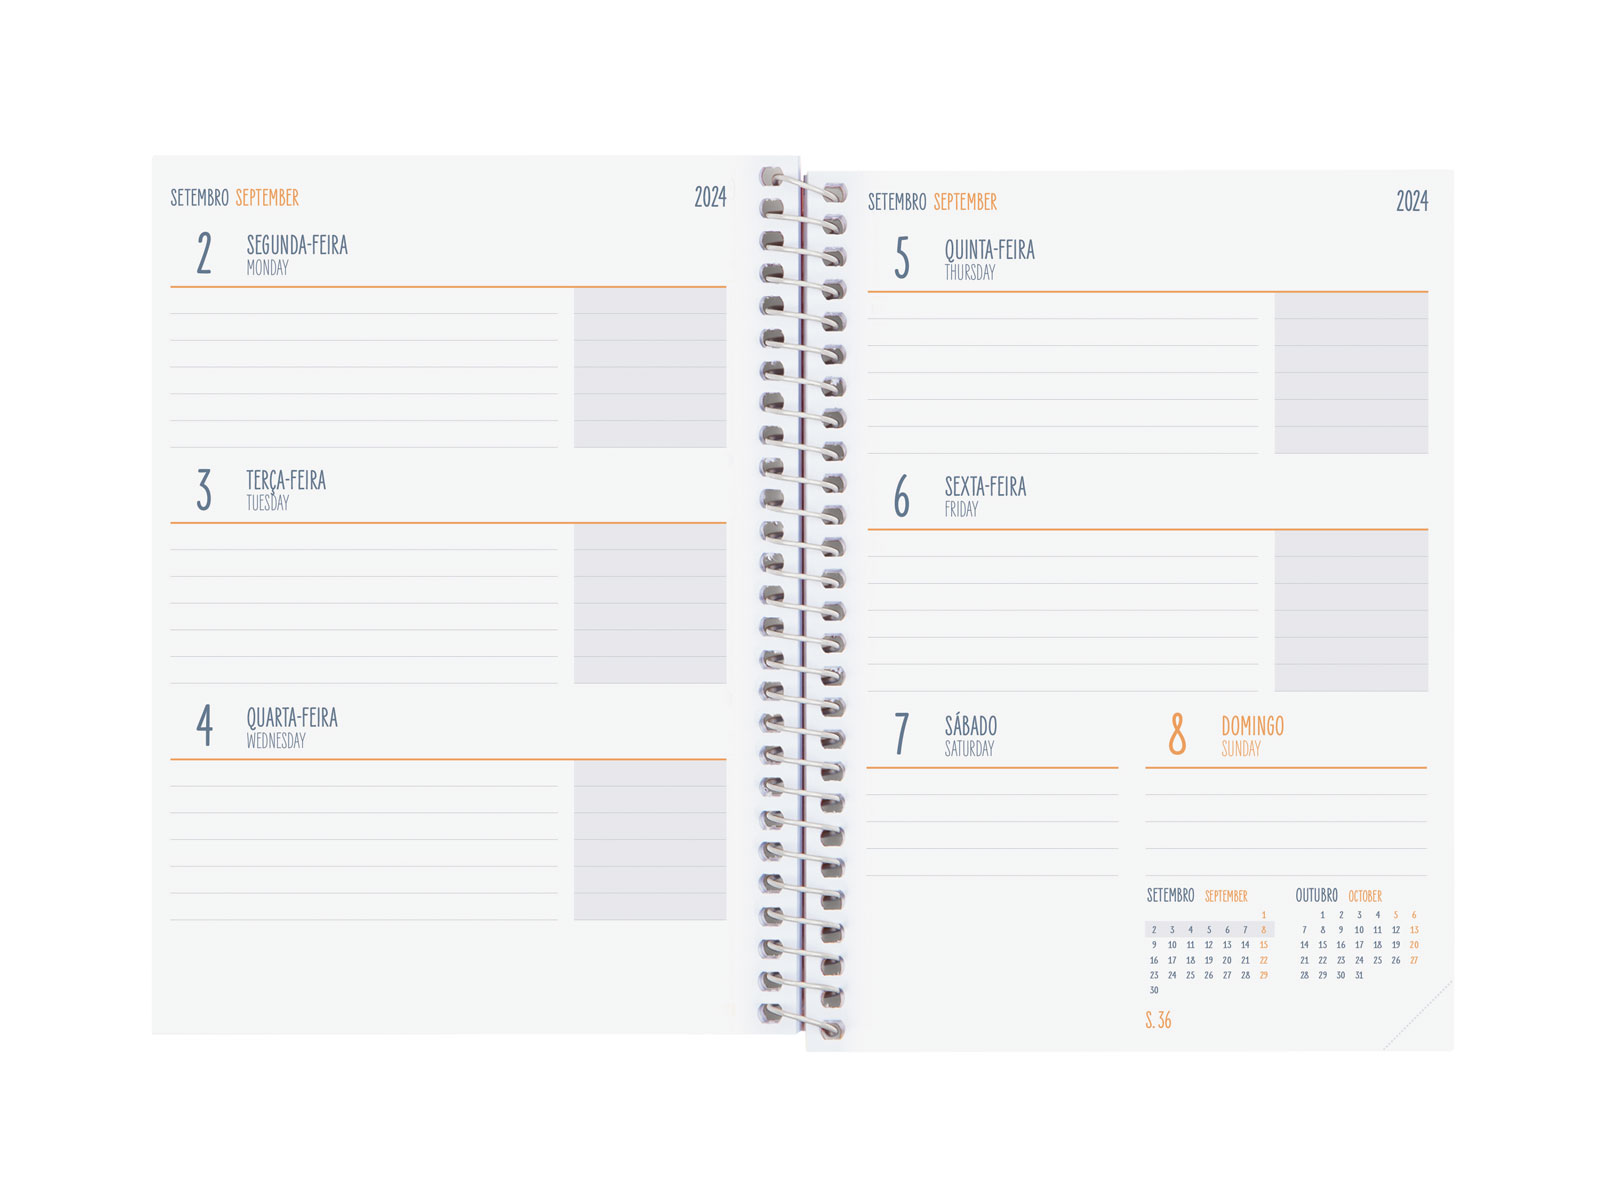 SETEMBRO SEPTEMBER 2024
2 SEGUNDA-FEIRA
MONDAY
3 TERÇA-FEIRA
TUESDAY
4 QUARTA-FEIRA
WEDNESDAY
SETEMBRO SEPTEMBER 2024
5 QUINTA-FEIRA
THURSDAY
6 SEXTA-FEIRA
FRIDAY
7 SÁBADO
SATURDAY
8 DOMINGO
SUNDAY
SETEMBRO SEPTEMBER
1
2 3 4 5 6 7 8
9 10 11 12 13 14 15
16 17 18 19 20 21 22
23 24 25 26 27 28 29
30
OUTUBRO OCTOBER
1 2 3 4 5 6
7 8 9 10 11 12 13
14 15 16 17 18 19 20
21 22 23 24 25 26 27
28 29 30 31
S. 36